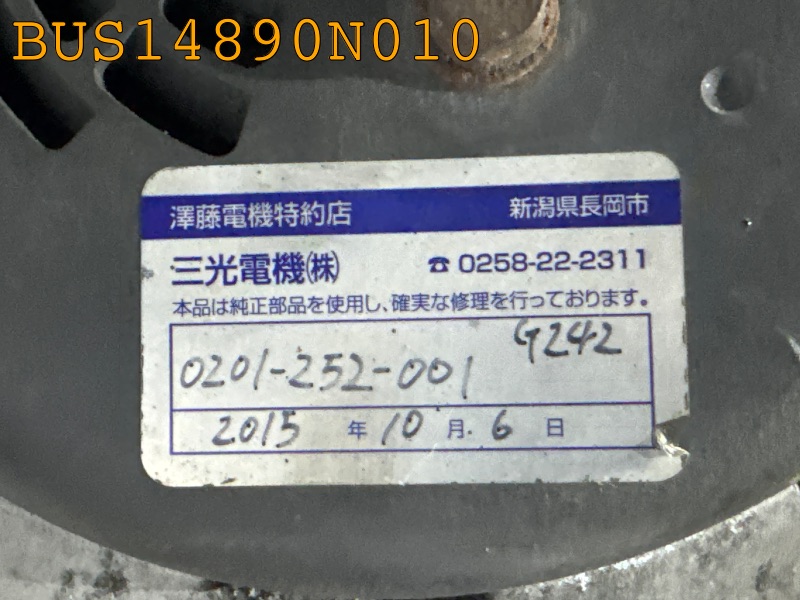 BUS14890N010
澤藤電機特約店 新潟県長岡市
三光電機㈱ ☎ 0258-22-2311
本品は純正部品を使用し、確実な修理を行っております。
G242
0201-252-001
2015 年 10 月 6 日